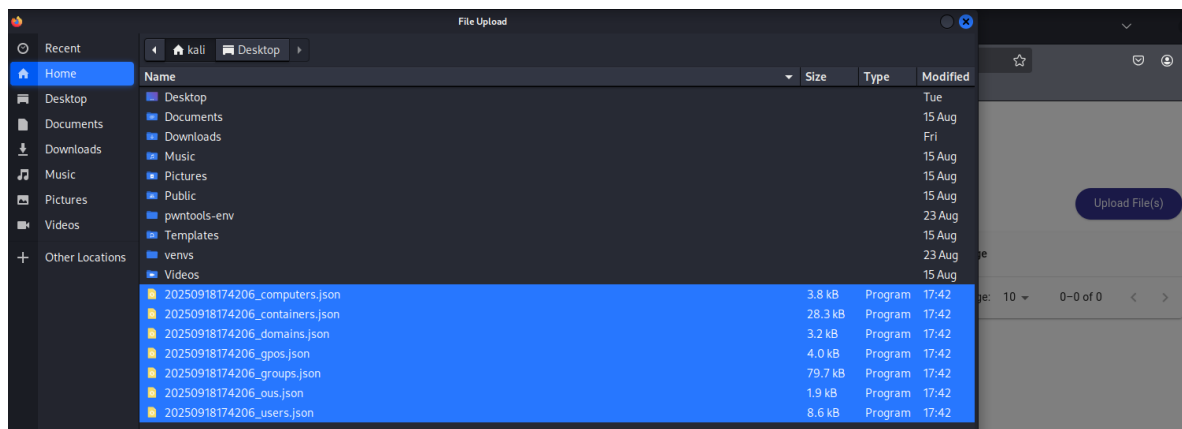 File Upload
Recent
Home
Desktop
Documents
Downloads
Music
Pictures
Videos
Other Locations
kali Desktop
Name Size Type Modified
Desktop Tue
Documents 15 Aug
Downloads Fri
Music 15 Aug
Pictures 15 Aug
Public 15 Aug
pwntools-env 23 Aug
Templates 15 Aug
venvs 23 Aug
Videos 15 Aug
20250918174206_computers.json 3.8 kB Program 17:42
20250918174206_containers.json 28.3 kB Program 17:42
20250918174206_domains.json 3.2 kB Program 17:42
20250918174206_gpos.json 4.0 kB Program 17:42
20250918174206_groups.json 79.7 kB Program 17:42
20250918174206_ous.json 1.9 kB Program 17:42
20250918174206_users.json 8.6 kB Program 17:42
Upload File(s)
10 0–0 of 0